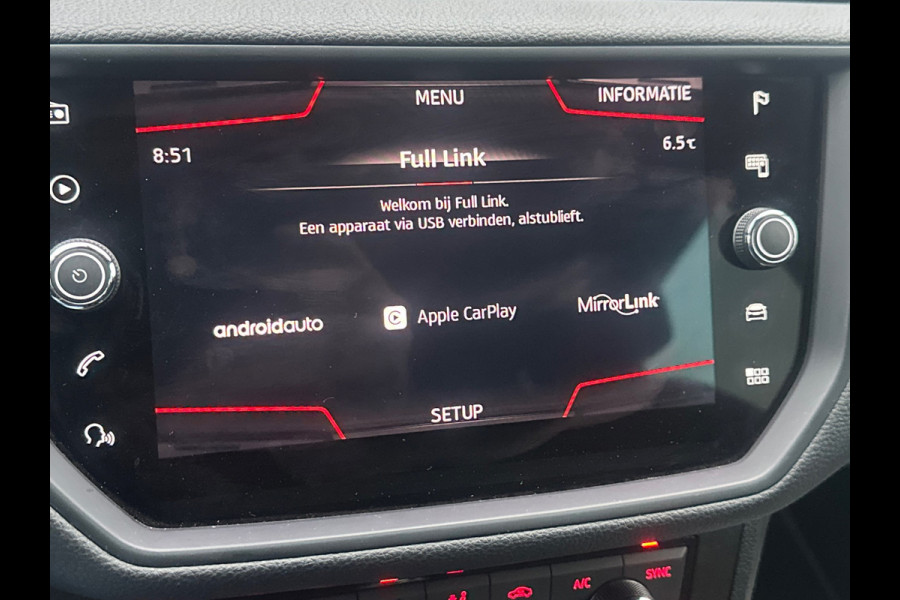 MENU
INFORMATIE
8:51
6.5℃
Full Link
Welkom bij Full Link.
Een apparaat via USB verbinden, alstublieft.
androidauto
Apple CarPlay
MirrorLink
SETUP
A/C
SYNC